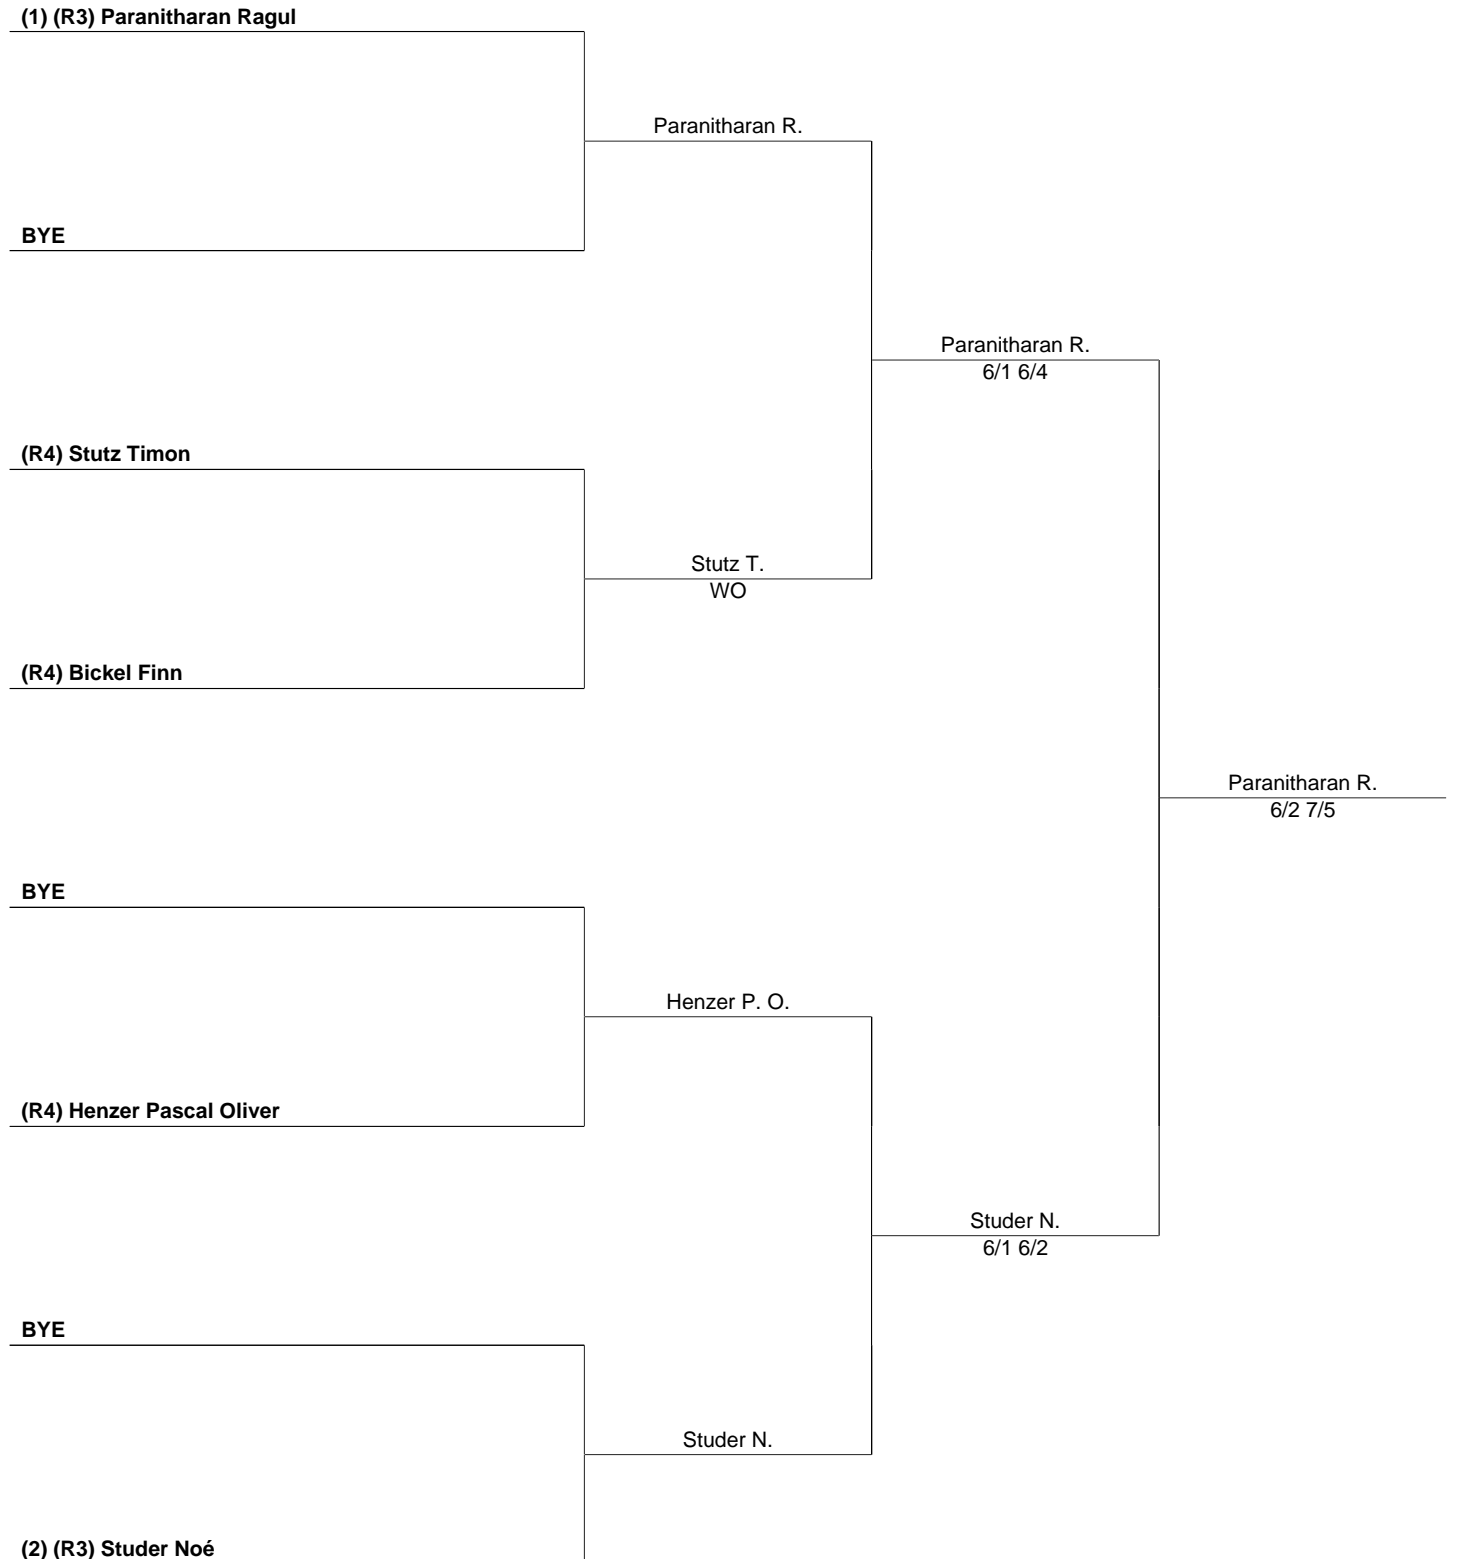 (1) (R3) Paranitharan Ragul
Paranitharan R.
BYE
Paranitharan R.
6/1 6/4
(R4) Stutz Timon
Stutz T.
WO
(R4) Bickel Finn
Paranitharan R.
6/2 7/5
BYE
Henzer P. O.
(R4) Henzer Pascal Oliver
Studer N.
6/1 6/2
BYE
Studer N.
(2) (R3) Studer Noé